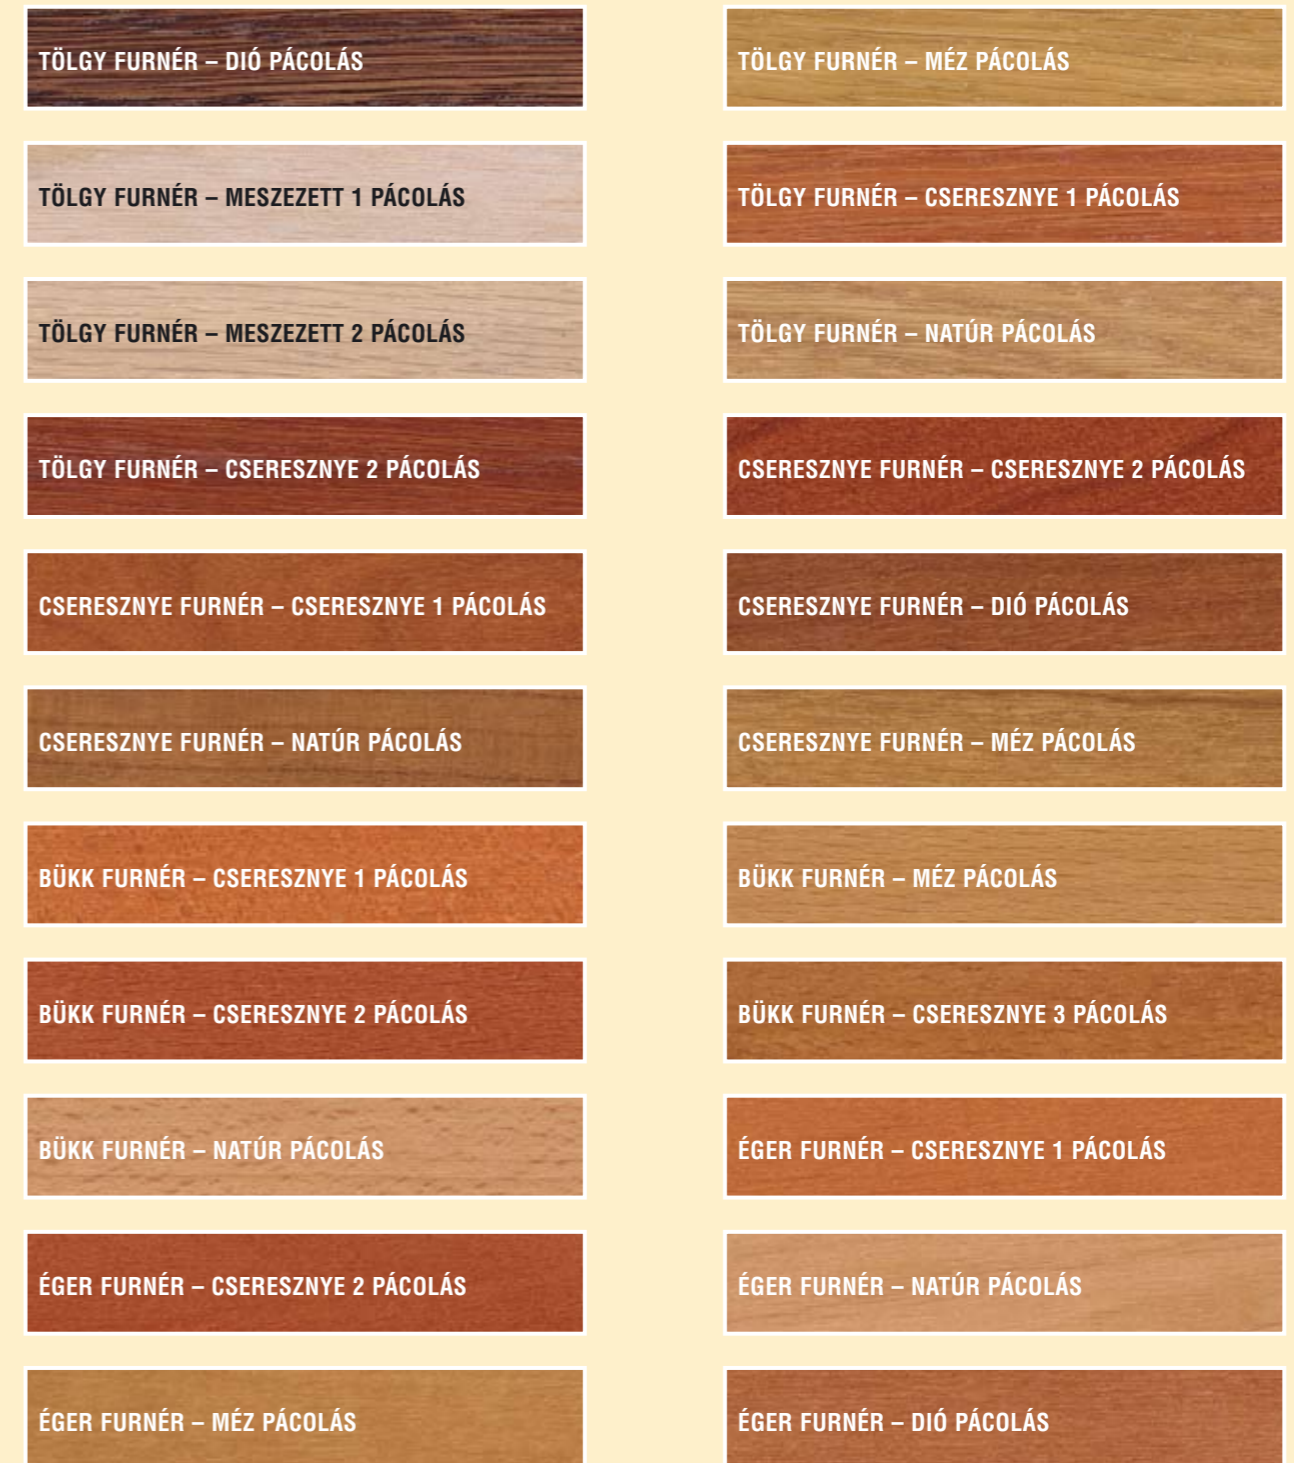 TÖLGY FURNÉR – DIÓ PÁCOLÁS
TÖLGY FURNÉR – MÉZ PÁCOLÁS
TÖLGY FURNÉR – MESZEZETT 1 PÁCOLÁS
TÖLGY FURNÉR – CSERESZNYE 1 PÁCOLÁS
TÖLGY FURNÉR – MESZEZETT 2 PÁCOLÁS
TÖLGY FURNÉR – NATÚR PÁCOLÁS
TÖLGY FURNÉR – CSERESZNYE 2 PÁCOLÁS
CSERESZNYE FURNÉR – CSERESZNYE 2 PÁCOLÁS
CSERESZNYE FURNÉR – CSERESZNYE 1 PÁCOLÁS
CSERESZNYE FURNÉR – DIÓ PÁCOLÁS
CSERESZNYE FURNÉR – NATÚR PÁCOLÁS
CSERESZNYE FURNÉR – MÉZ PÁCOLÁS
BÜKK FURNÉR – CSERESZNYE 1 PÁCOLÁS
BÜKK FURNÉR – MÉZ PÁCOLÁS
BÜKK FURNÉR – CSERESZNYE 2 PÁCOLÁS
BÜKK FURNÉR – CSERESZNYE 3 PÁCOLÁS
BÜKK FURNÉR – NATÚR PÁCOLÁS
ÉGER FURNÉR – CSERESZNYE 1 PÁCOLÁS
ÉGER FURNÉR – CSERESZNYE 2 PÁCOLÁS
ÉGER FURNÉR – NATÚR PÁCOLÁS
ÉGER FURNÉR – MÉZ PÁCOLÁS
ÉGER FURNÉR – DIÓ PÁCOLÁS